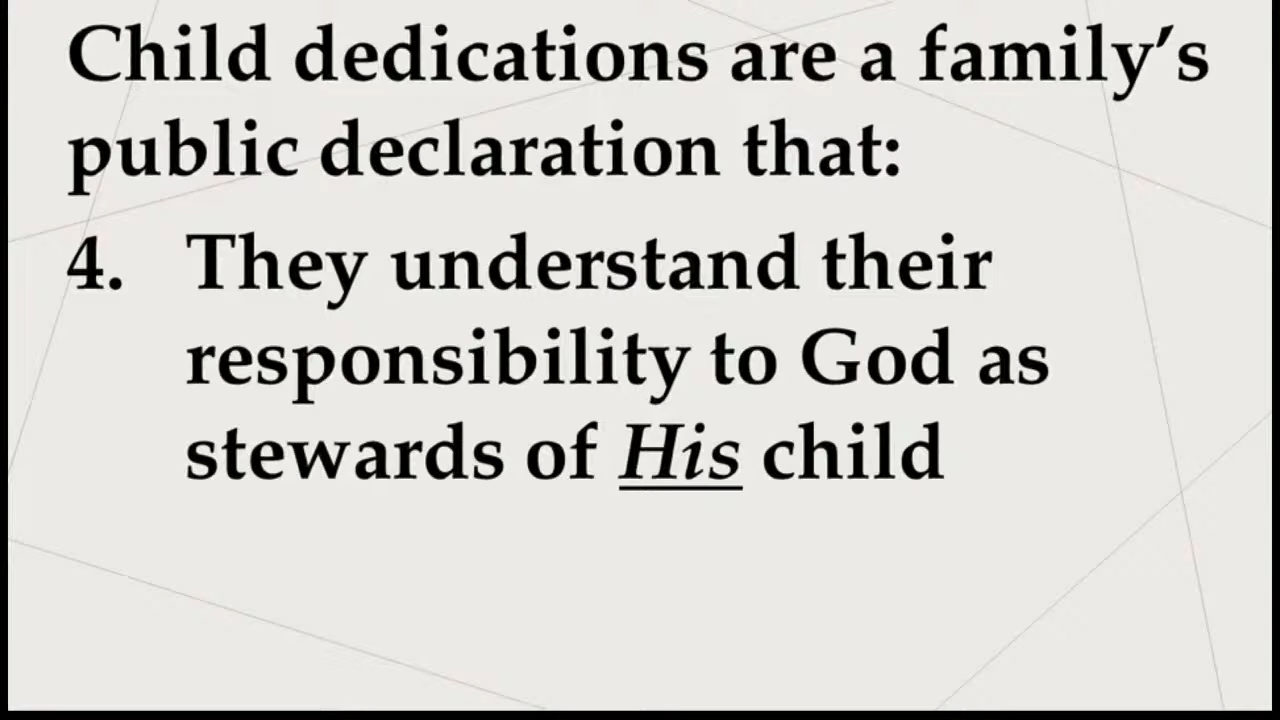 Child dedications are a family’s
public declaration that:
4. They understand their
responsibility to God as
stewards of His child